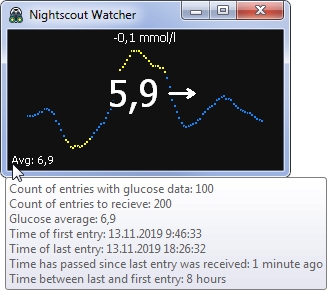 Nightscout Watcher
-0,1 mmol/l
5,9 →
Avg: 6,9
Count of entries with glucose data: 100
Count of entries to recieve: 200
Glucose average: 6,9
Time of first entry: 13.11.2019 9:46:33
Time of last entry: 13.11.2019 18:26:32
Time has passed since last entry was received: 1 minute ago
Time between last and first entry: 8 hours